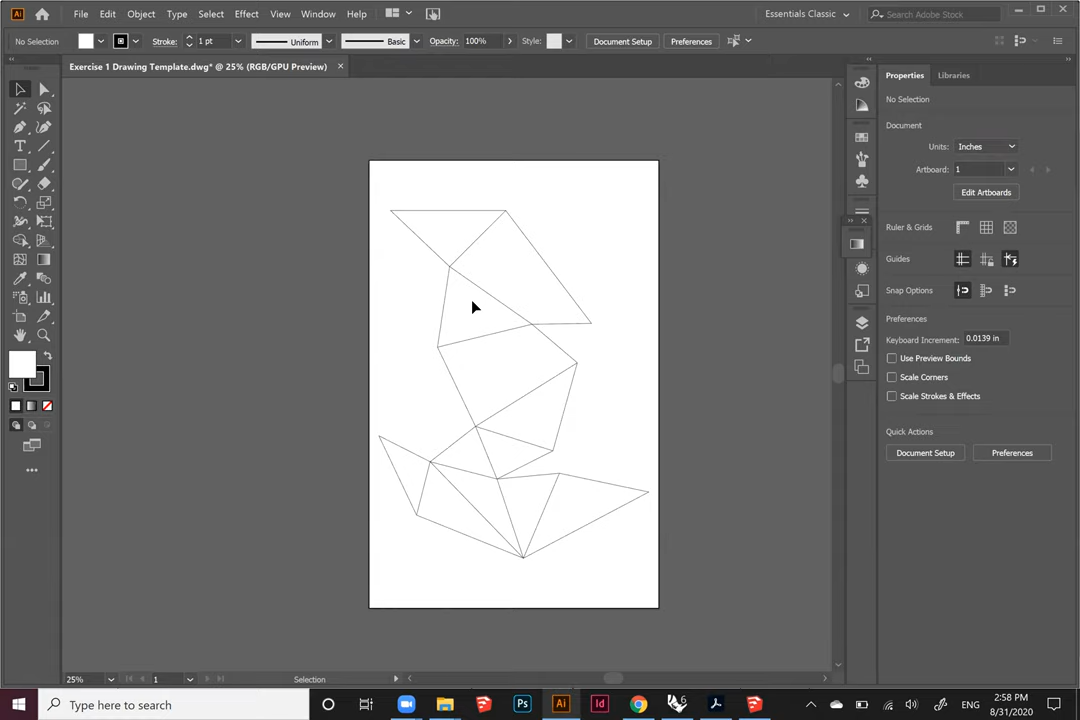 Ai File Edit Object Type Select Effect View Window Help Essentials Classic Search Adobe Stock
No Selection Stroke: 1 pt Uniform Basic Opacity: 100% Style: Document Setup Preferences
Exercise 1 Drawing Template.dwg* @ 25% (RGB/GPU Preview) ×
Properties Libraries
No Selection
Document
Units: Inches
Artboard: 1
Edit Artboards
Ruler & Grids
Guides
Snap Options
Preferences
Keyboard Increment: 0.0139 in
Use Preview Bounds
Scale Corners
Scale Strokes & Effects
Quick Actions
Document Setup Preferences
25% 1 Selection
Type here to search Ps Ai Id 6 ENG 2:58 PM
8/31/2020